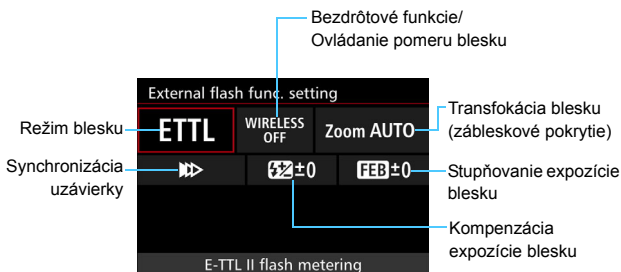 Bezdrôtové funkcie/
Ovládanie pomeru blesku
External flash func. setting
Režim blesku
ETTL
WIRELESS
OFF
Zoom AUTO
Transfokácia blesku
(zábleskové pokrytie)
Synchronizácia
uzávierky
±0
FEB±0
Stupňovanie expozície
blesku
Kompenzácia
expozície blesku
E-TTL II flash metering